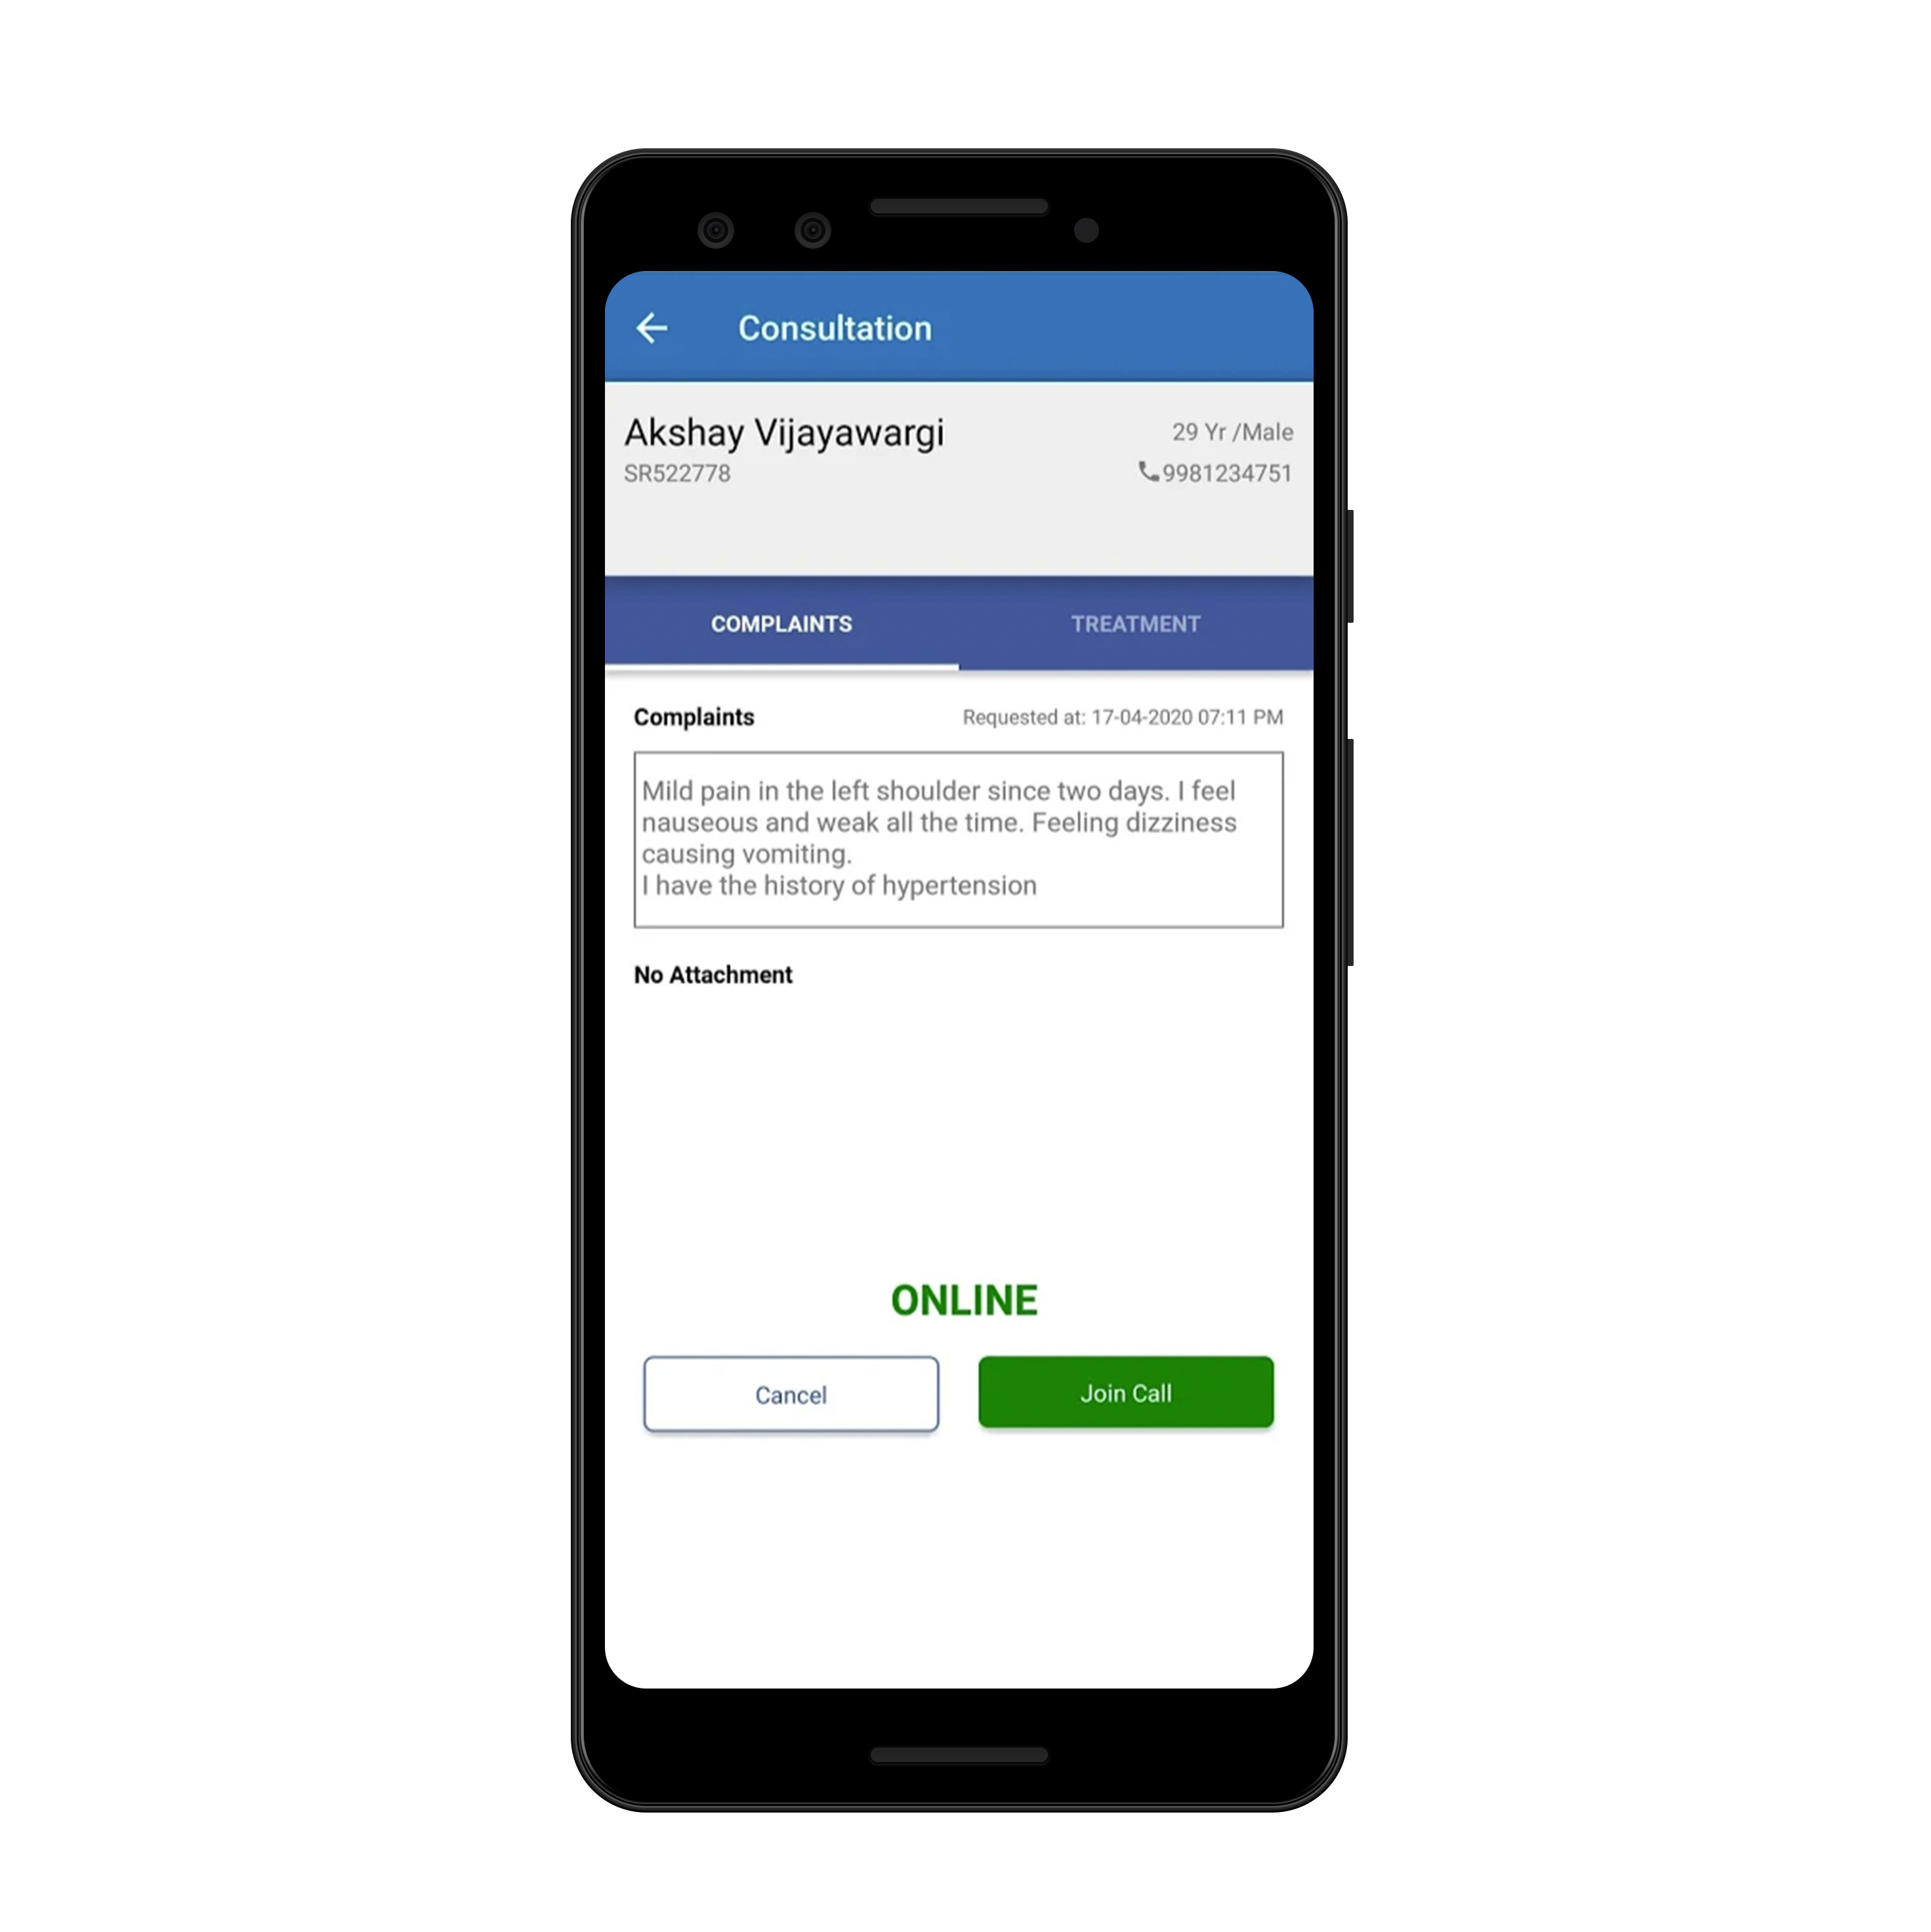 Consultation
Akshay Vijayawargi
29 Yr /Male
SR522778
9981234751
COMPLAINTS
TREATMENT
Complaints
Requested at: 17-04-2020 07:11 PM
Mild pain in the left shoulder since two days. I feel
nauseous and weak all the time. Feeling dizziness
causing vomiting.
I have the history of hypertension
No Attachment
ONLINE
Cancel
Join Call